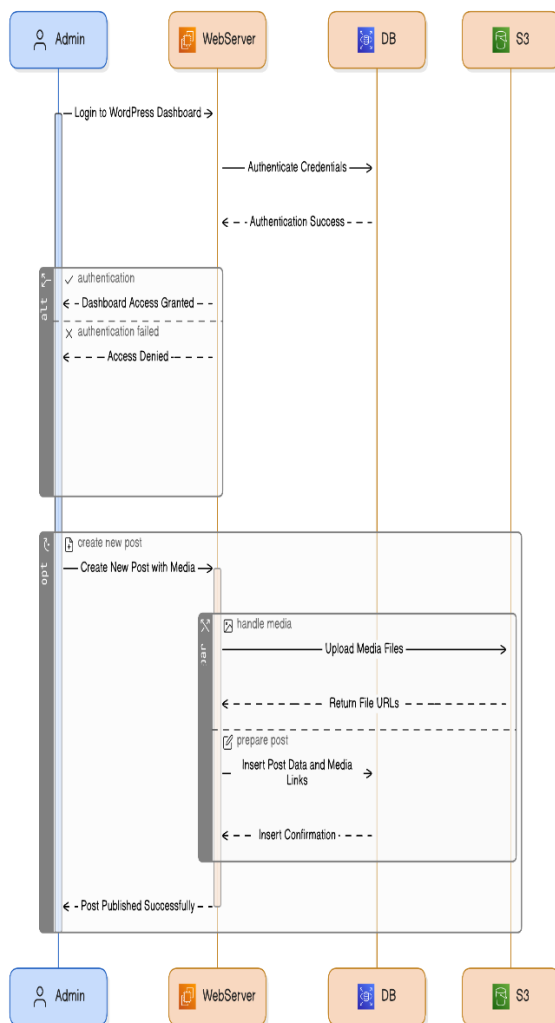 Admin
WebServer
DB
S3
Login to WordPress Dashboard
Authenticate Credentials
Authentication Success
alt
authentication
Dashboard Access Granted
authentication failed
Access Denied
opt
create new post
Create New Post with Media
par
handle media
Upload Media Files
Return File URLs
prepare post
Insert Post Data and Media
Links
Insert Confirmation
Post Published Successfully
Admin
WebServer
DB
S3